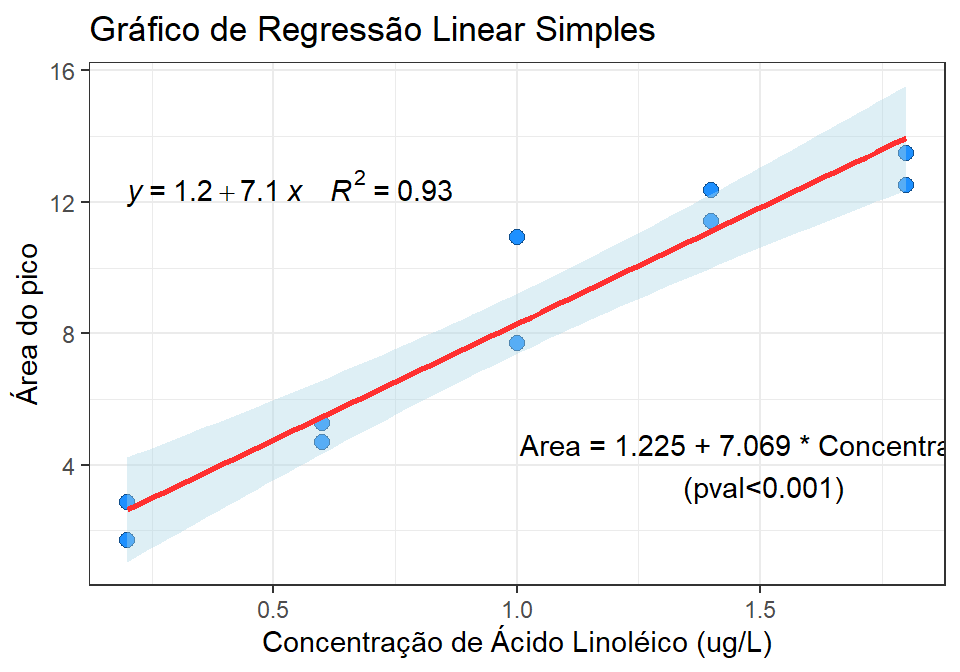 Gráfico de Regressão Linear Simples
16
12
8
4
y = 1.2 + 7.1 x R² = 0.93
Area = 1.225 + 7.069 * Concentra
(pval<0.001)
Área do pico
0.5 1.0 1.5
Concentração de Ácido Linoléico (ug/L)